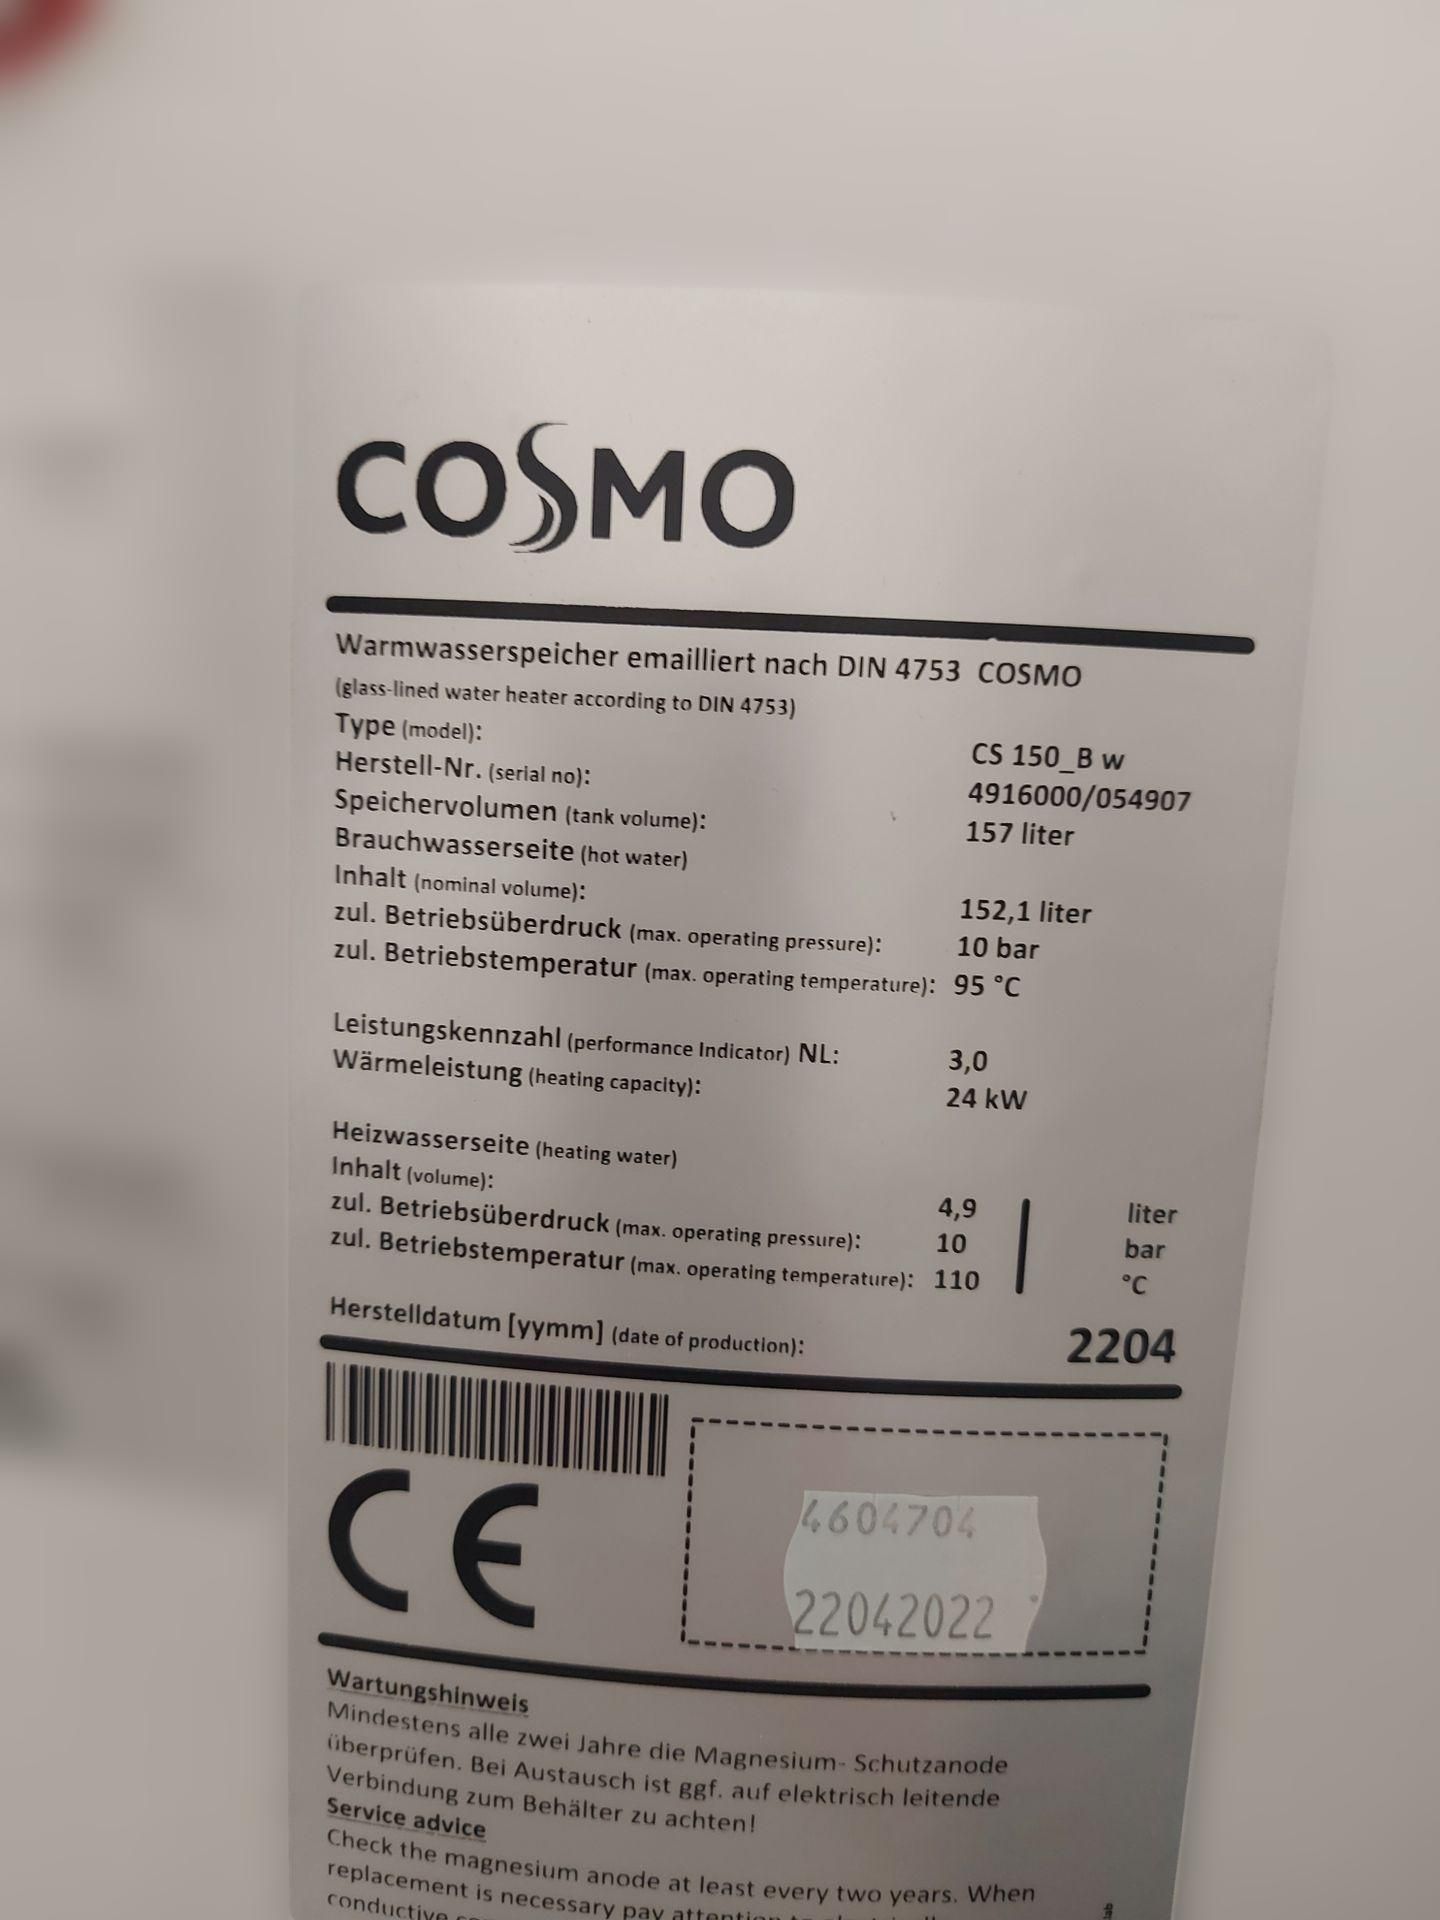 COSMO
Warmwasserspeicher emailliert nach DIN 4753 COSMO
(glass-lined water heater according to DIN 4753)
Type (model): CS 150_B w
Herstell-Nr. (serial no): 4916000/054907
Speichervolumen (tank volume): 157 liter
Brauchwasserseite (hot water)
Inhalt (nominal volume): 152,1 liter
zul. Betriebsüberdruck (max. operating pressure): 10 bar
zul. Betriebstemperatur (max. operating temperature): 95 °C
Leistungskennzahl (performance Indicator) NL: 3,0
Wärmeleistung (heating capacity): 24 kW
Heizwasserseite (heating water)
Inhalt (volume): 4,9 liter
zul. Betriebsüberdruck (max. operating pressure): 10 bar
zul. Betriebstemperatur (max. operating temperature): 110 °C
Herstelldatum [yymm] (date of production): 2204
CE
4604704
22042022
Wartungshinweis
Mindestens alle zwei Jahre die Magnesium- Schutzanode
überprüfen. Bei Austausch ist ggf. auf elektrisch leitende
Verbindung zum Behälter zu achten!
Service advice
Check the magnesium anode at least every two years. When
replacement is necessary pay attention to
conductive